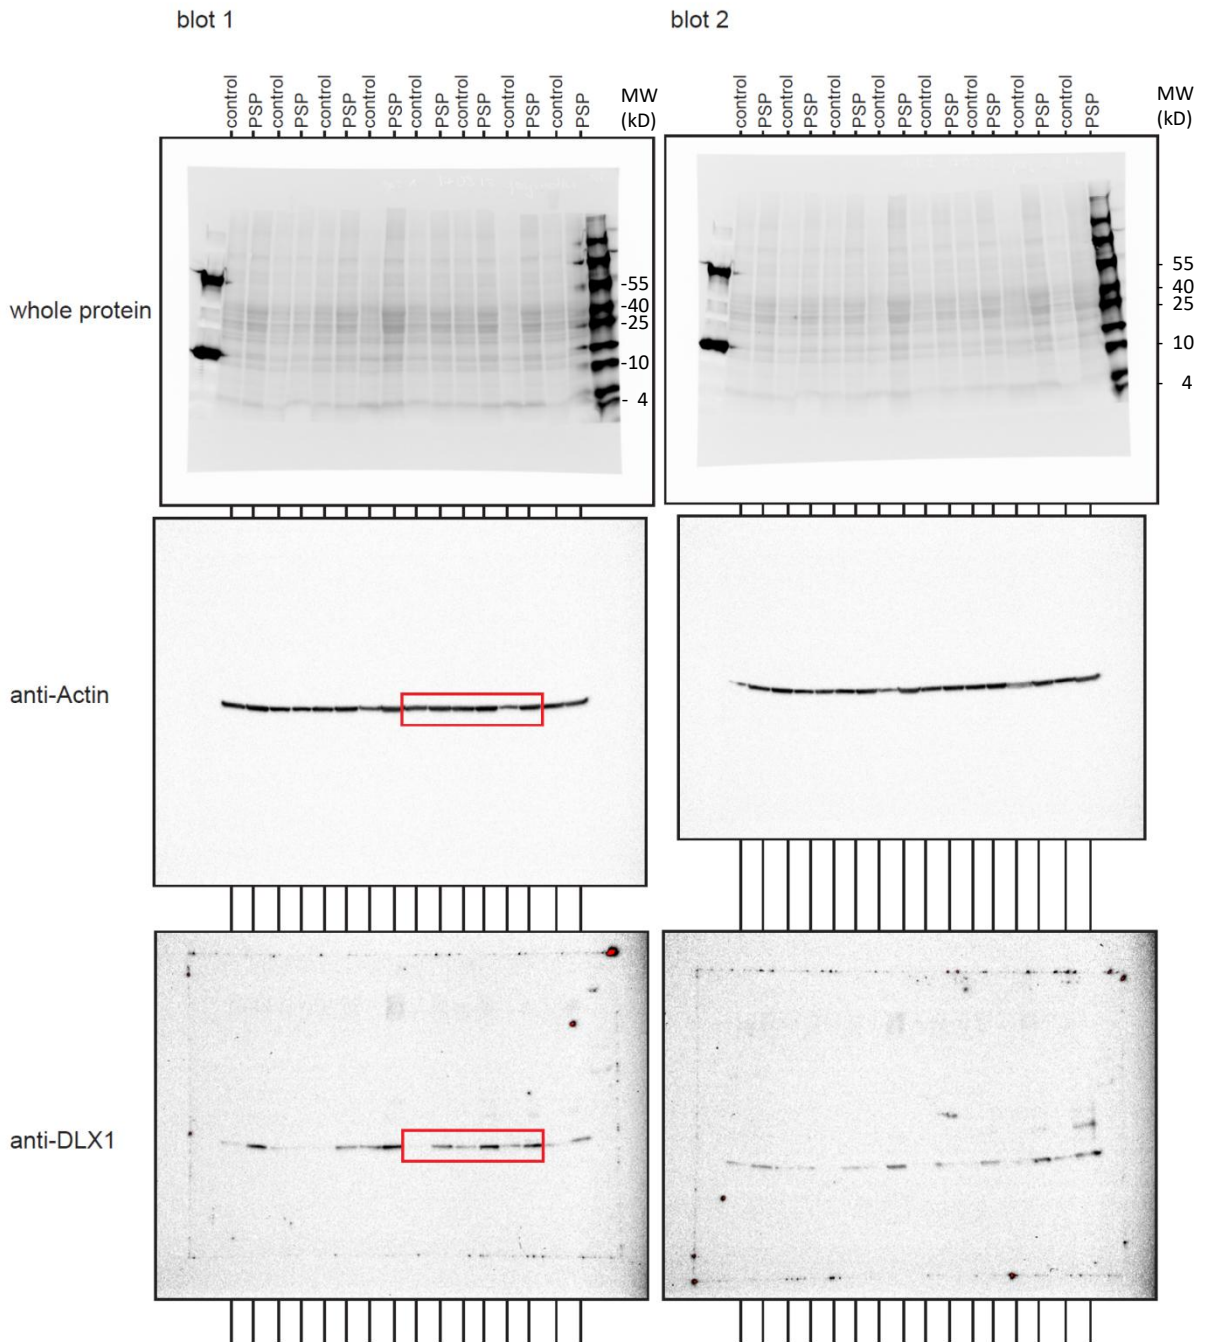 blot 1
blot 2
control PSP control PSP control PSP control PSP control PSP control PSP control PSP control PSP
MW
(kD)
control PSP control PSP control PSP control PSP control PSP control PSP control PSP control PSP
MW
(kD)
whole protein
-55
-40
-25
-10
- 4
- 55
- 40
- 25
- 10
- 4
anti-Actin
anti-DLX1